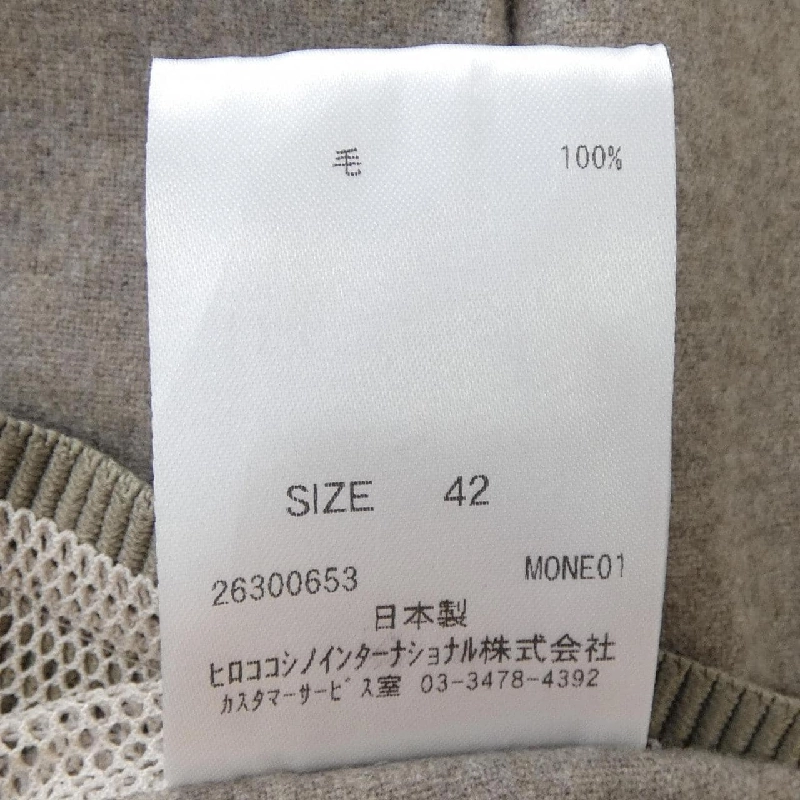 毛 100%
SIZE 42
26300653 MONE01
日本製
ヒロココシノインターナショナル株式会社
カスタマーサービス室 03-3478-4392